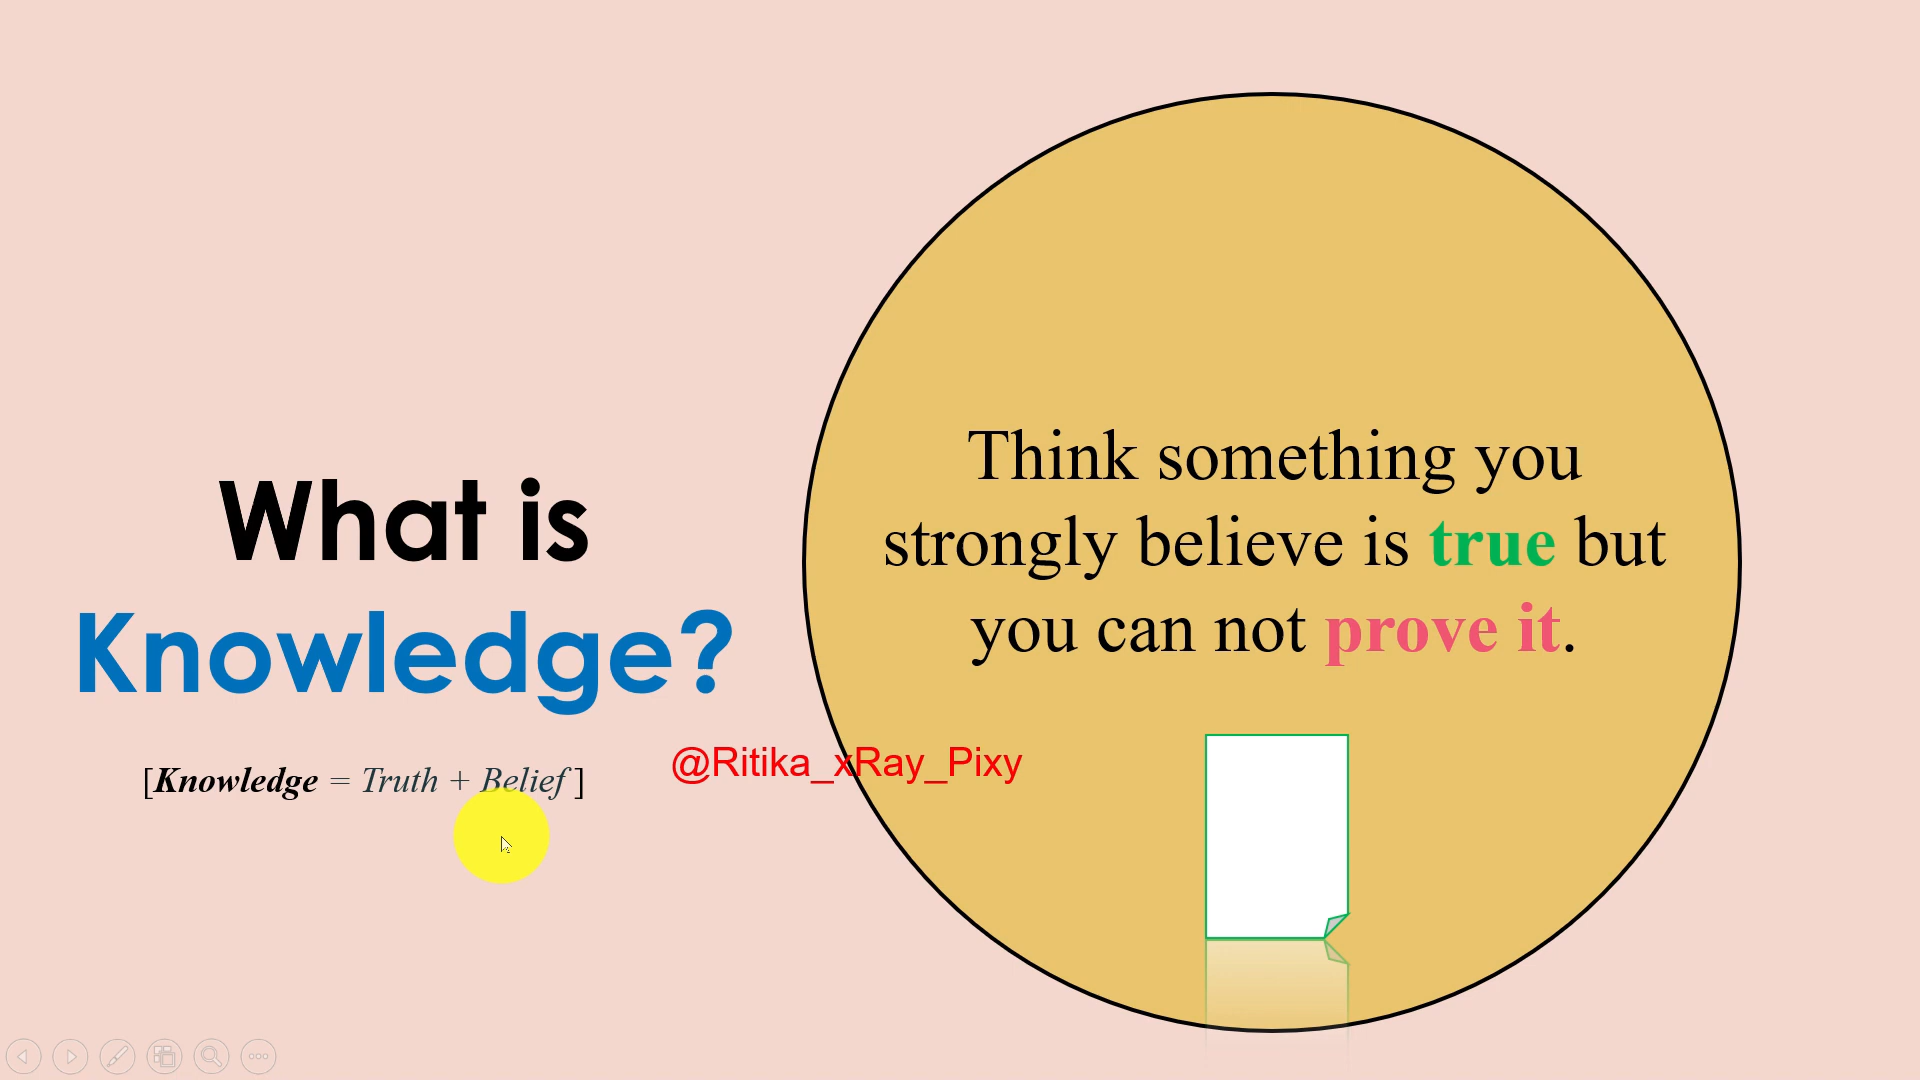 What is
Knowledge?
[Knowledge = Truth + Belief ]
Think something you
strongly believe is true but
you can not prove it.
@Ritika_xRay_Pixy